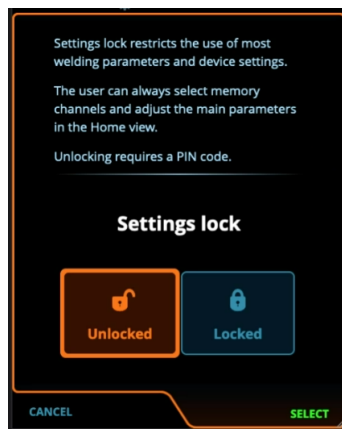 Settings lock restricts the use of most
welding parameters and device settings.
The user can always select memory
channels and adjust the main parameters
in the Home view.
Unlocking requires a PIN code.
Settings lock
Unlocked
Locked
CANCEL
SELECT